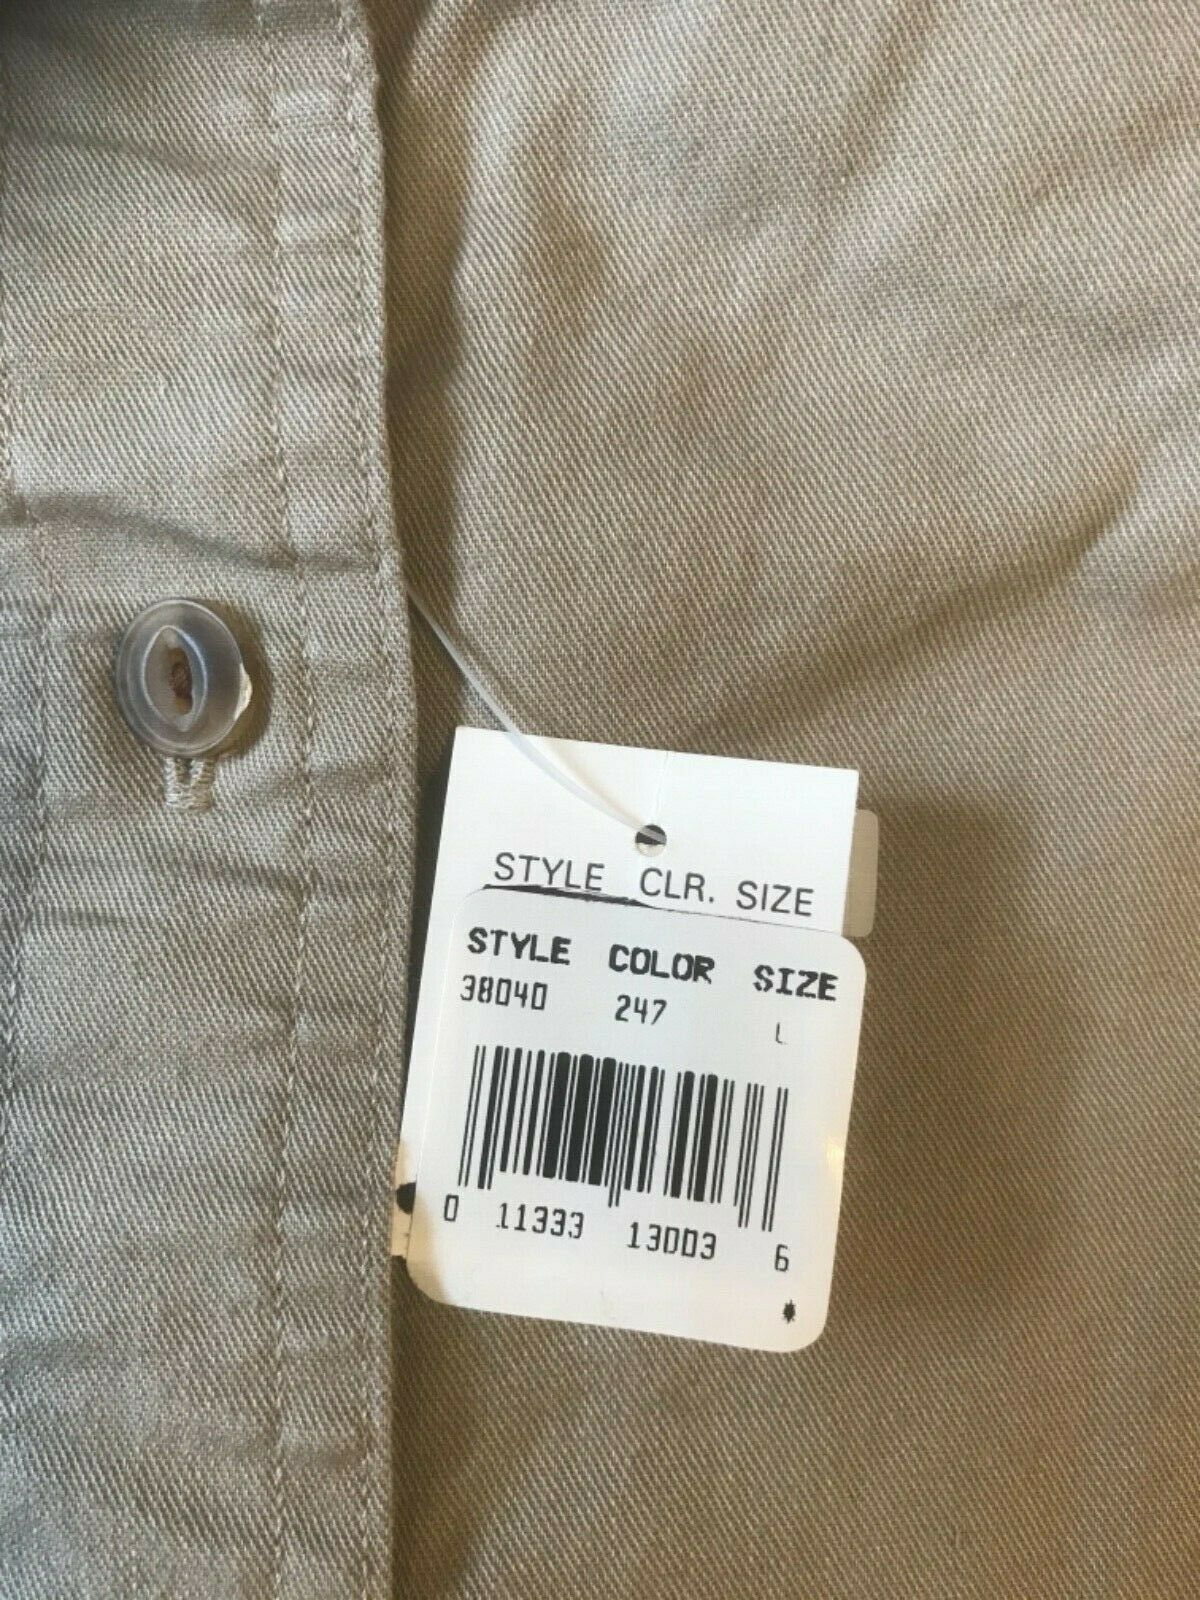 STYLE CLR. SIZE
STYLE COLOR SIZE
38040 247 L
0 11333 13003 6